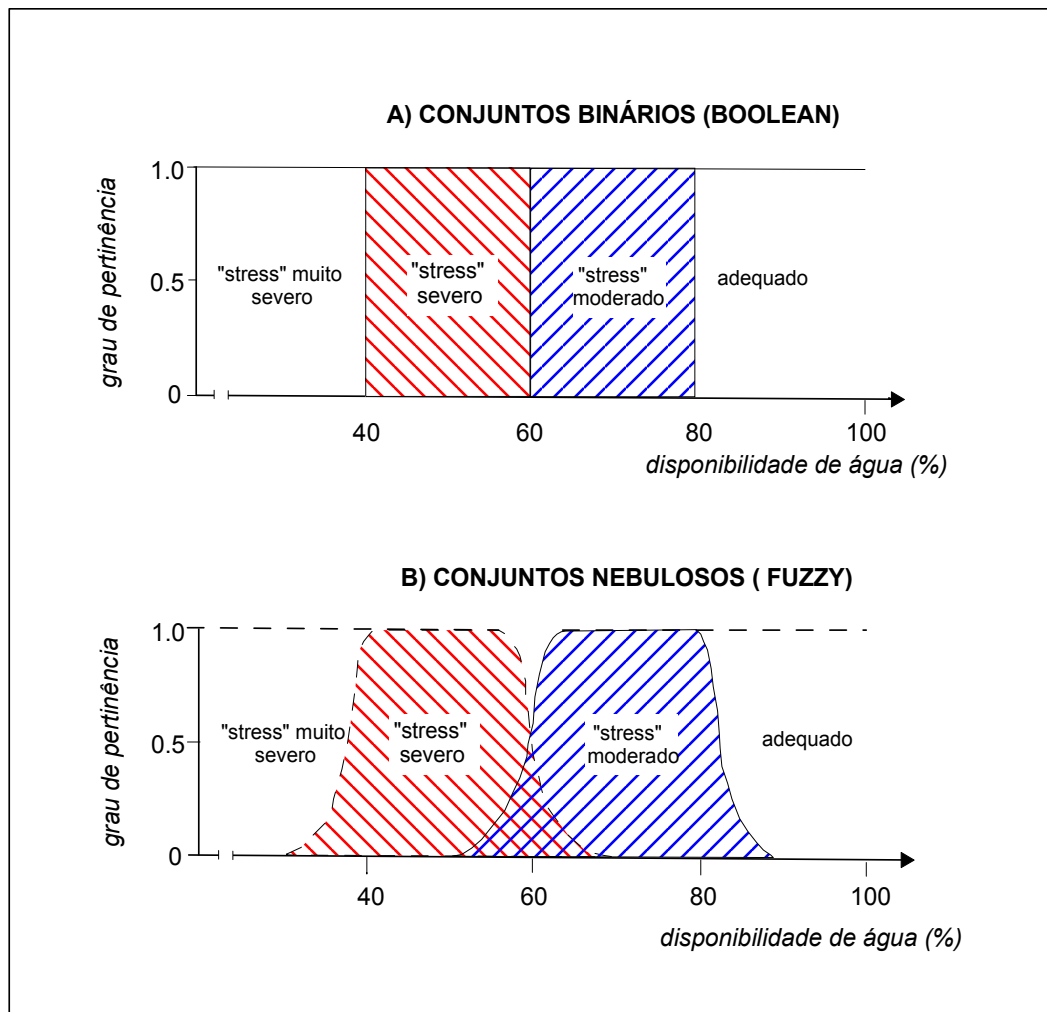 A) CONJUNTOS BINÁRIOS (BOOLEAN)
grau de pertinência
1.0
0.5
0
"stress" muito
severo
"stress"
severo
"stress"
moderado
adequado
40
60
80
100
disponibilidade de água (%)
B) CONJUNTOS NEBULOSOS ( FUZZY)
grau de pertinência
1.0
0.5
0
"stress" muito
severo
"stress"
severo
"stress"
moderado
adequado
40
60
80
100
disponibilidade de água (%)